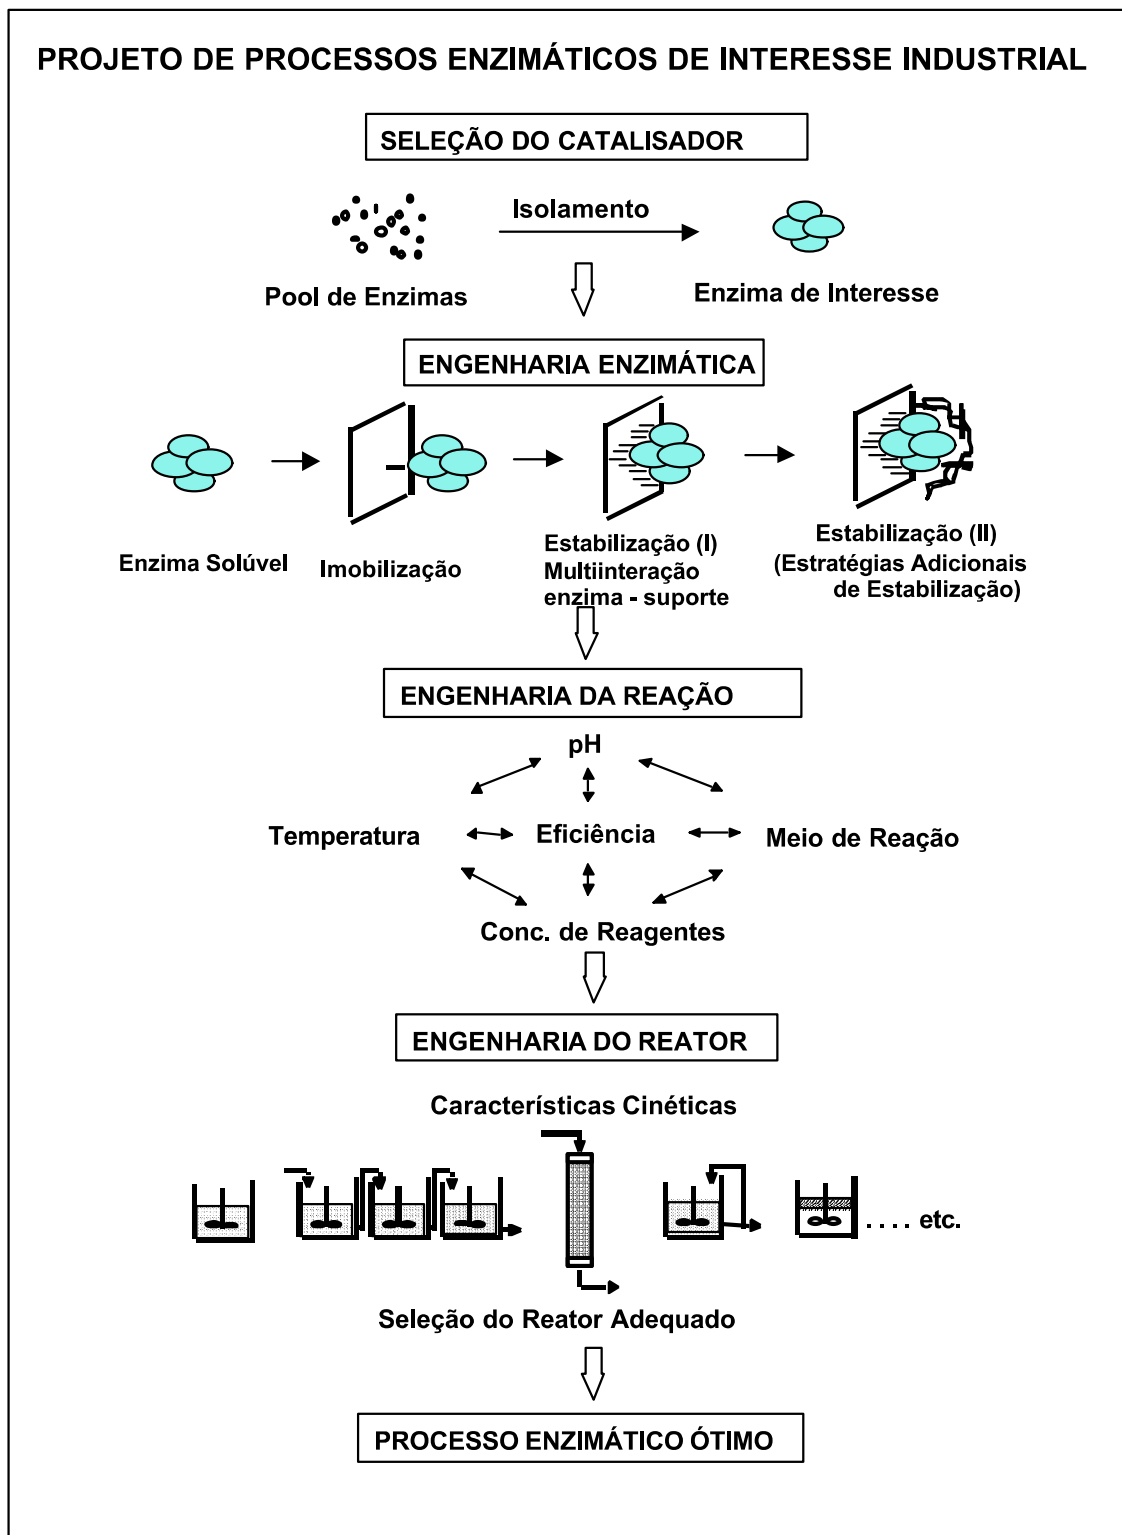 PROJETO DE PROCESSOS ENZIMÁTICOS DE INTERESSE INDUSTRIAL
SELEÇÃO DO CATALISADOR
Isolamento
Pool de Enzimas
Enzima de Interesse
ENGENHARIA ENZIMÁTICA
Enzima Solúvel
Imobilização
Estabilização (I)
Multiinteração
enzima - suporte
Estabilização (II)
(Estratégias Adicionais
de Estabilização)
ENGENHARIA DA REAÇÃO
pH
Temperatura
Eficiência
Meio de Reação
Conc. de Reagentes
ENGENHARIA DO REATOR
Características Cinéticas
. . . . etc.
Seleção do Reator Adequado
PROCESSO ENZIMÁTICO ÓTIMO